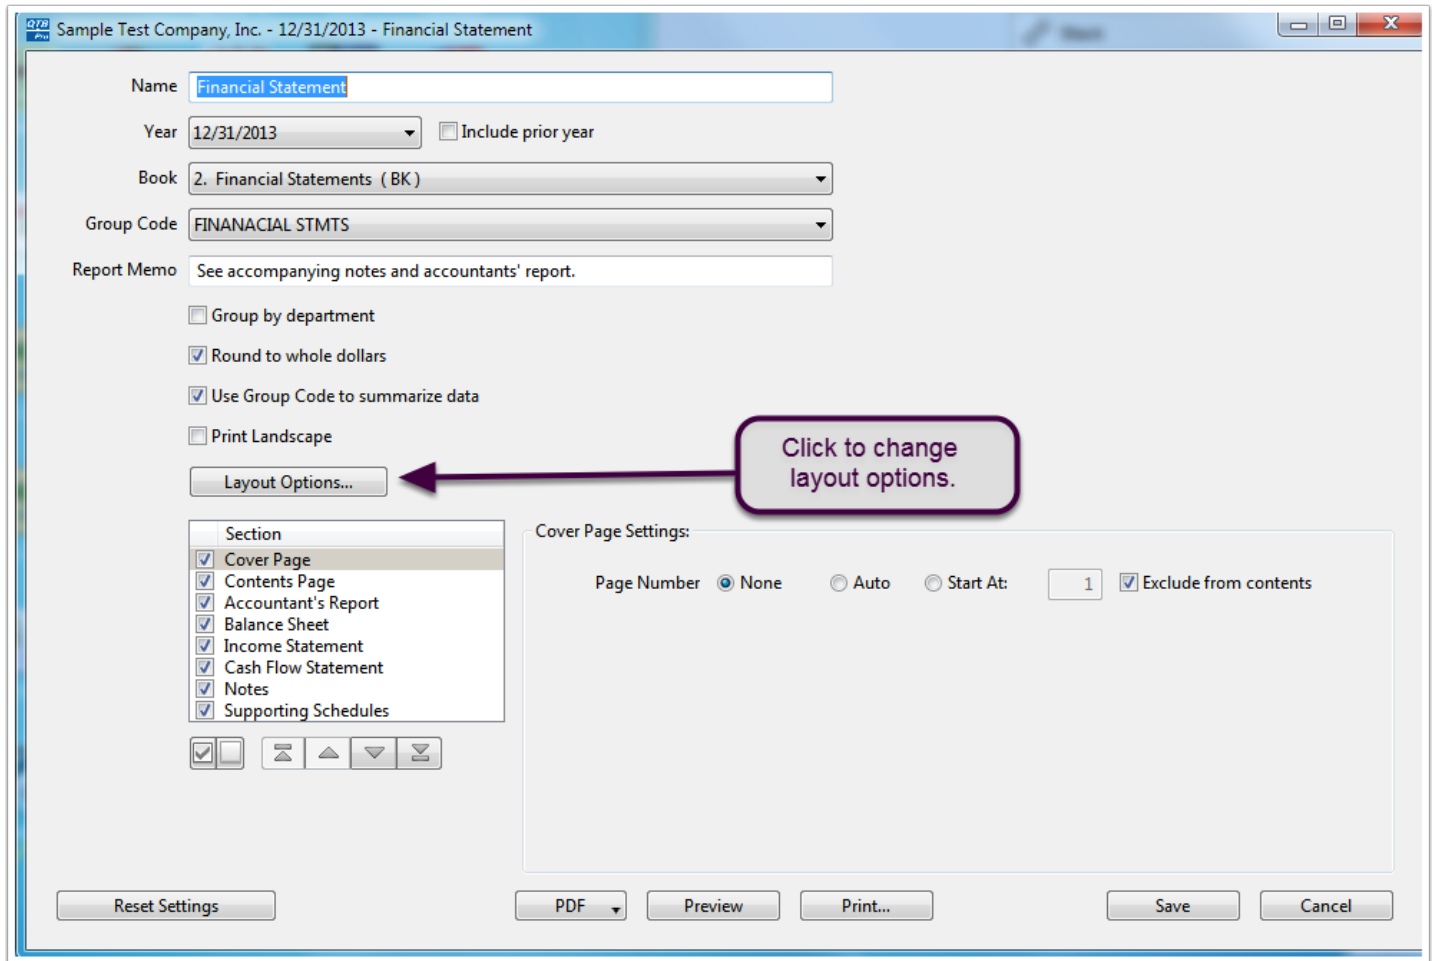 QTB
Pro
Sample Test Company, Inc. - 12/31/2013 - Financial Statement
Name Financial Statement
Year 12/31/2013 Include prior year
Book 2. Financial Statements ( BK )
Group Code FINANACIAL STMTS
Report Memo See accompanying notes and accountants' report.
Group by department
Round to whole dollars
Use Group Code to summarize data
Print Landscape
Click to change
layout options.
Layout Options...
Section
Cover Page
Contents Page
Accountant's Report
Balance Sheet
Income Statement
Cash Flow Statement
Notes
Supporting Schedules
Cover Page Settings:
Page Number None Auto Start At: 1 Exclude from contents
Reset Settings PDF Preview Print... Save Cancel